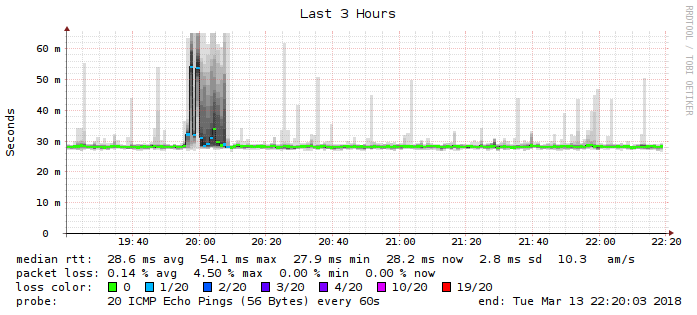 Last 3 Hours
RRDTOOL / TOBI OETIKER
Seconds
60 m
50 m
40 m
30 m
20 m
10 m
0
19:40 20:00 20:20 20:40 21:00 21:20 21:40 22:00 22:20
median rtt: 28.6 ms avg 54.1 ms max 27.9 ms min 28.2 ms now 2.8 ms sd 10.3 am/s
packet loss: 0.14 % avg 4.50 % max 0.00 % min 0.00 % now
loss color: 0 1/20 2/20 3/20 4/20 10/20 19/20
probe: 20 ICMP Echo Pings (56 Bytes) every 60s end: Tue Mar 13 22:20:03 2018